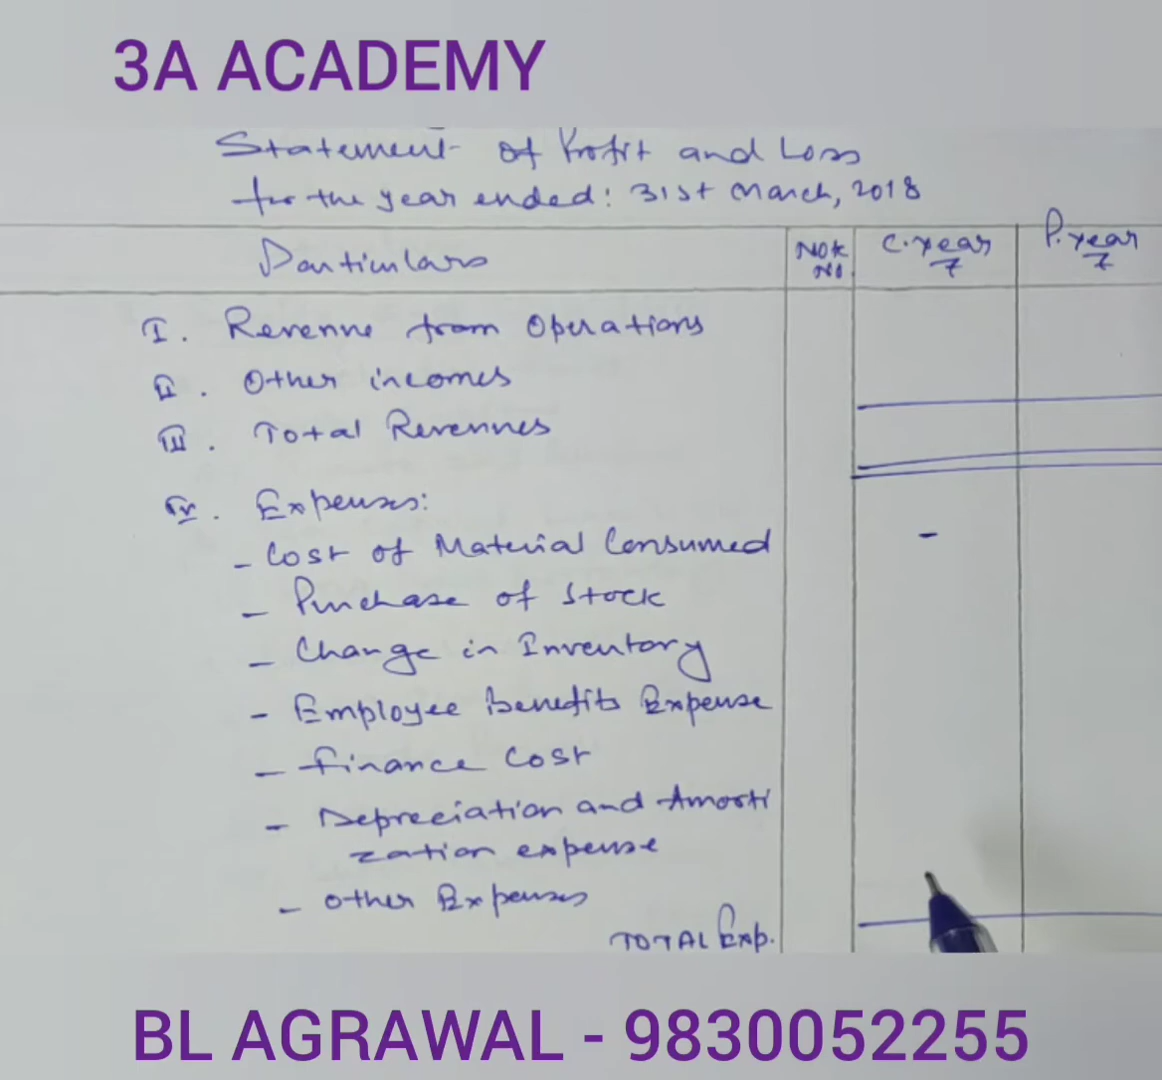 3A ACADEMY
Statement of Profit and Loss
for the year ended: 31st March, 2018
Particulars
Note No
C. year ₹
P. year ₹
I. Revenue from Operations
II. Other incomes
III. Total Revenues
IV. Expenses:
- Cost of Material Consumed
- Purchase of Stock
- Change in Inventory
- Employee benefits Expense
- Finance Cost
- Depreciation and Amorti
zation expense
- Other Expenses
TOTAL Exp.
BL AGRAWAL - 9830052255